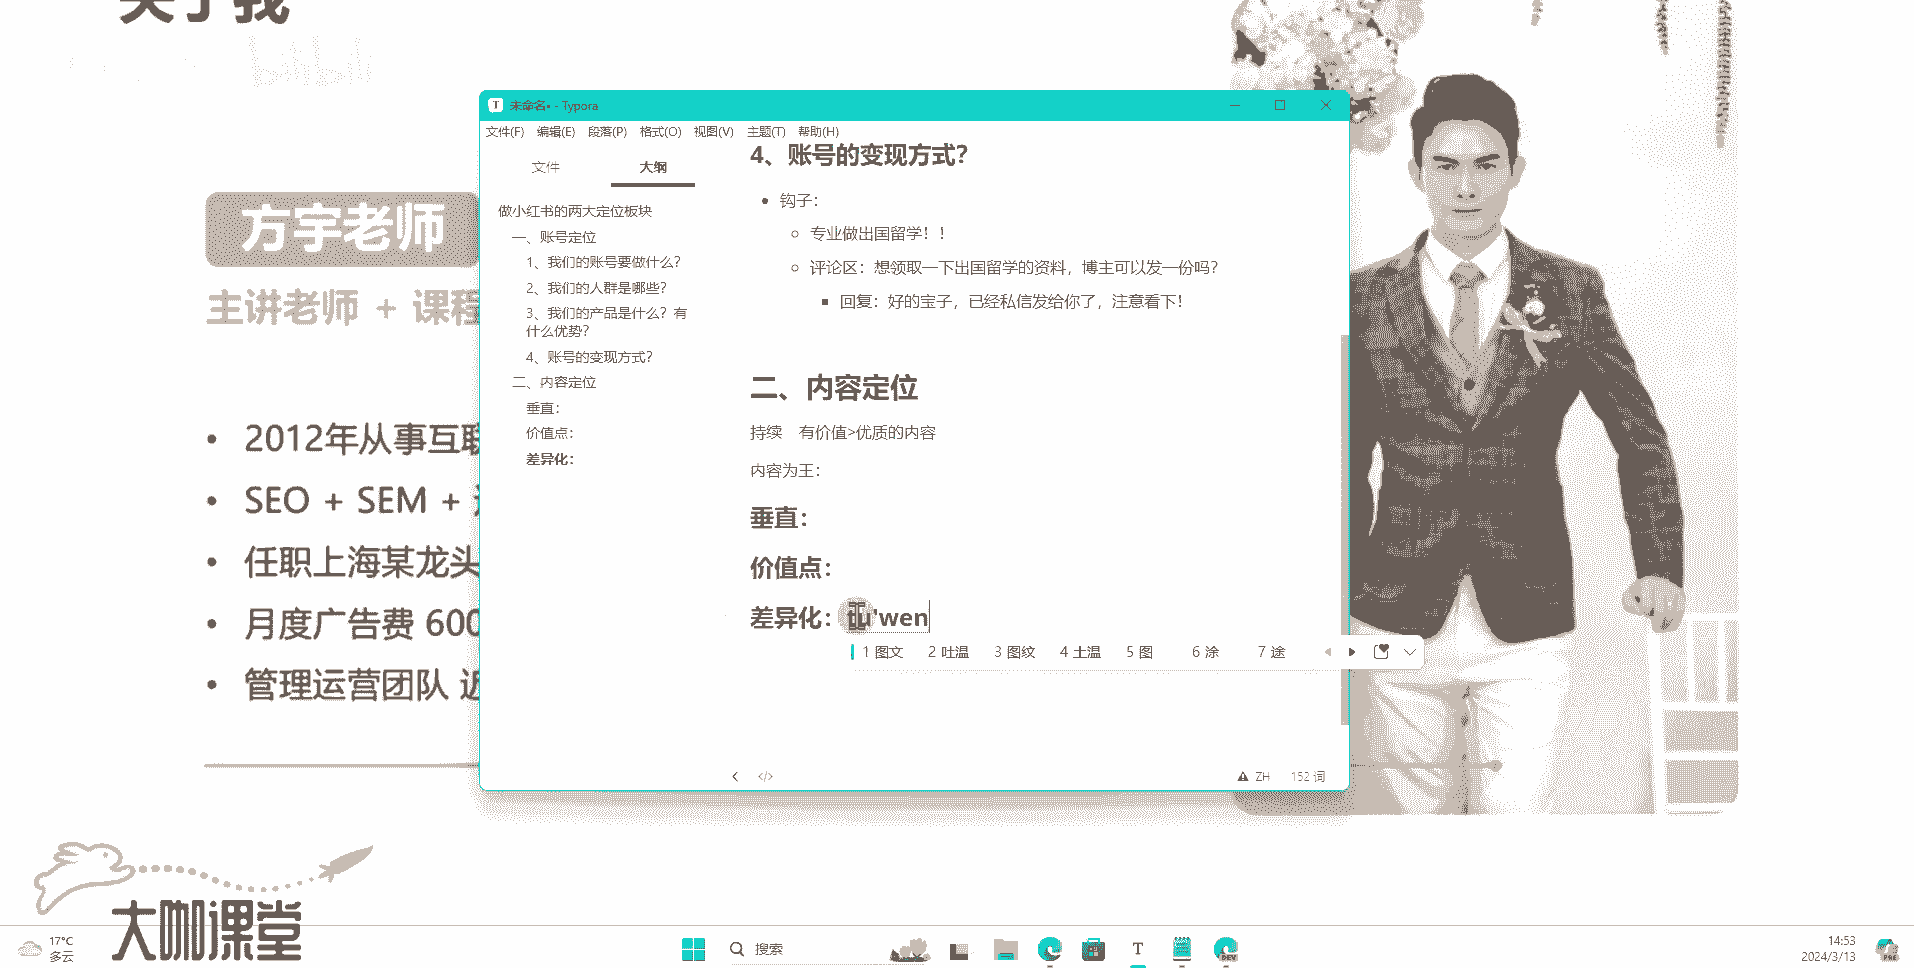 关于我
bilibili
方宇老师
主讲老师 + 课程
• 2012年从事互联
• SEO + SEM +
• 任职上海某龙头
• 月度广告费 600
• 管理运营团队 近
未命名• - Typora
文件(F) 编辑(E) 段落(P) 格式(O) 视图(V) 主题(T) 帮助(H)
文件 大纲
做小红书的两大定位板块
一、账号定位
1、我们的账号要做什么？
2、我们的人群是哪些？
3、我们的产品是什么？有
什么优势？
4、账号的变现方式？
二、内容定位
垂直：
价值点：
差异化：
4、账号的变现方式？
• 钩子：
专业做出国留学！！
评论区：想领取一下出国留学的资料，博主可以发一份吗？
回复：好的宝子，已经私信发给你了，注意看下！
二、内容定位
持续 有价值>优质的内容
内容为王：
垂直：
价值点：
差异化：tu'wen
1 图文 2 吐温 3 图纹 4 土温 5 图 6 涂 7 途
ZH 152 词
大咖课堂
17°C
多云
搜索
T
DEV
14:53
2024/3/13
PRE